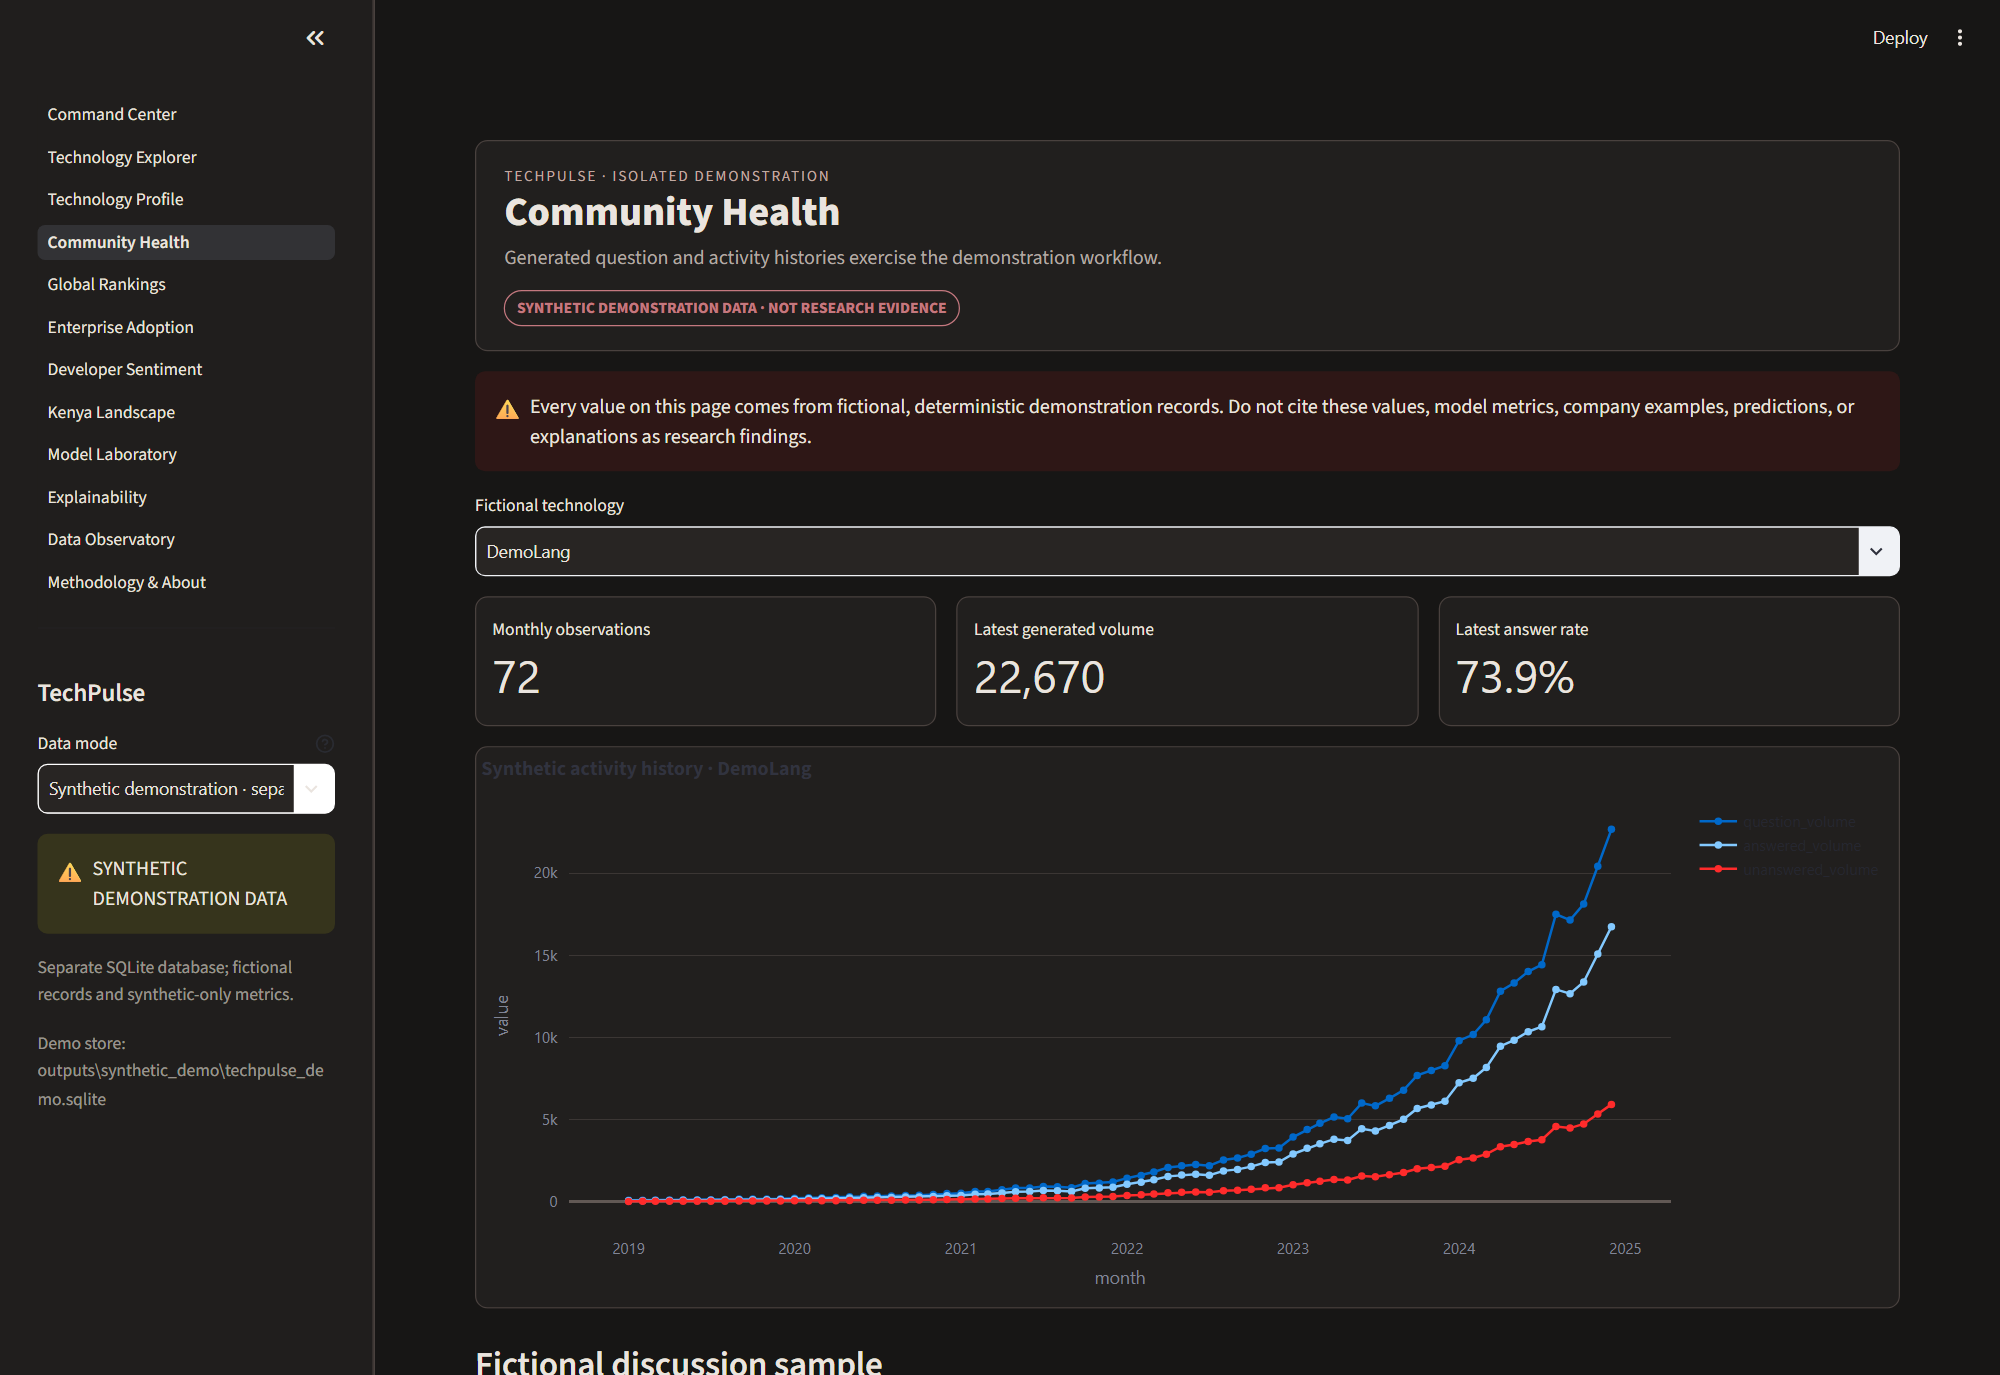 Deploy
Command Center
Technology Explorer
Technology Profile
Community Health
Global Rankings
Enterprise Adoption
Developer Sentiment
Kenya Landscape
Model Laboratory
Explainability
Data Observatory
Methodology & About
TechPulse
Data mode
Synthetic demonstration · sepa
SYNTHETIC
DEMONSTRATION DATA
Separate SQLite database; fictional
records and synthetic-only metrics.
Demo store:
outputs\synthetic_demo\techpulse_de
mo.sqlite
TECHPULSE · ISOLATED DEMONSTRATION
Community Health
Generated question and activity histories exercise the demonstration workflow.
SYNTHETIC DEMONSTRATION DATA · NOT RESEARCH EVIDENCE
Every value on this page comes from fictional, deterministic demonstration records. Do not cite these values, model metrics, company examples, predictions, or
explanations as research findings.
Fictional technology
DemoLang
Monthly observations
72
Latest generated volume
22,670
Latest answer rate
73.9%
Synthetic activity history · DemoLang
question_volume
answered_volume
unanswered_volume
20k
15k
10k
5k
0
value
2019
2020
2021
2022
2023
2024
2025
month
Fictional discussion sample